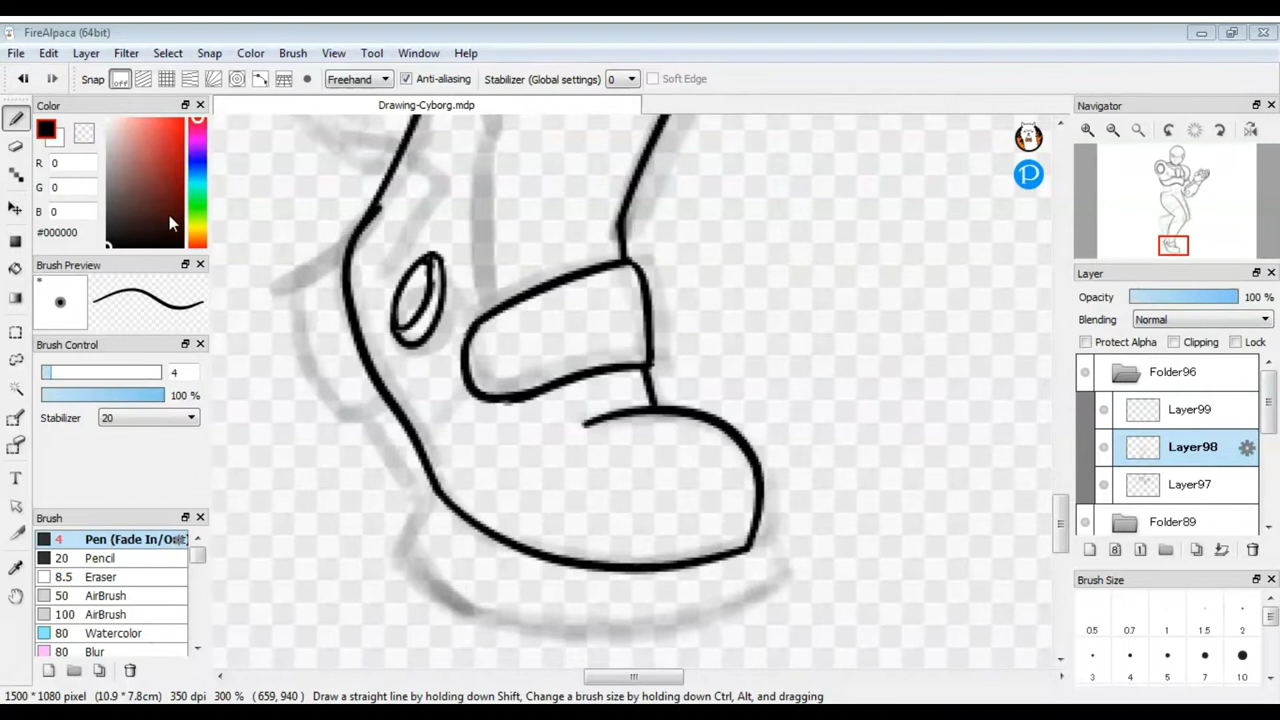 FireAlpaca (64bit)
File Edit Layer Filter Select Snap Color Brush View Tool Window Help
Snap off Freehand Anti-aliasing Stabilizer (Global settings) 0 Soft Edge
Color
Drawing-Cyborg.mdp
Navigator
R 0
G 0
B 0
#000000
Brush Preview
Brush Control
4
100 %
Stabilizer 20
Brush
4 Pen (Fade In/Out)
20 Pencil
8.5 Eraser
50 AirBrush
100 AirBrush
80 Watercolor
80 Blur
Layer
Opacity 100 %
Blending Normal
Protect Alpha Clipping Lock
Folder96
Layer99
Layer98
Layer97
Folder89
Brush Size
0.5 0.7 1 1.5 2
3 4 5 7 10
1500 * 1080 pixel (10.9 * 7.8cm) 350 dpi 300 % (659, 940) Draw a straight line by holding down Shift, Change a brush size by holding down Ctrl, Alt, and dragging